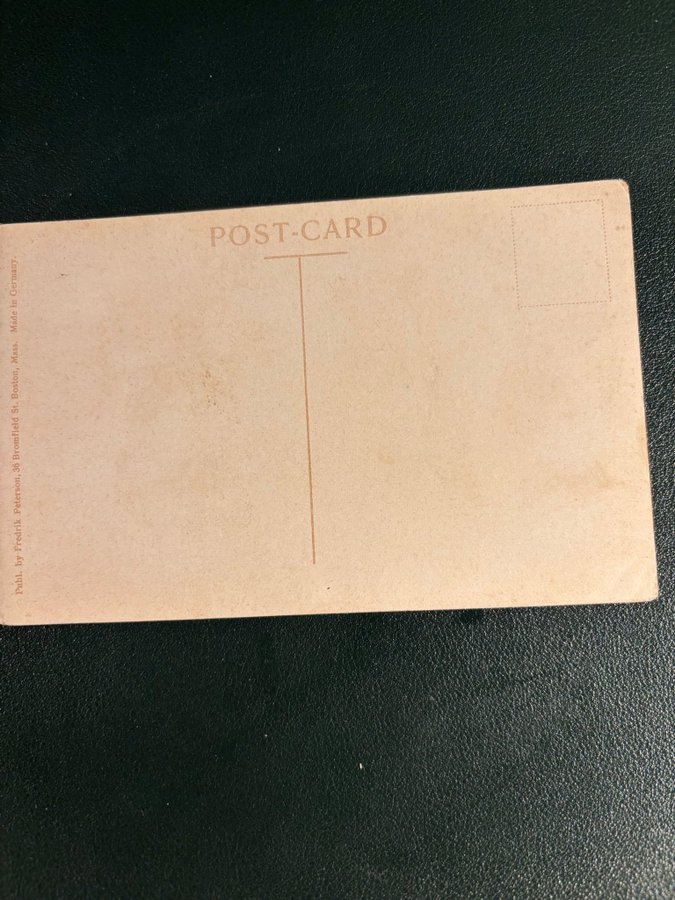 POST-CARD
Publ. by Fredrik Peterson, 36 Bromfield St. Boston, Mass. Made in Germany.